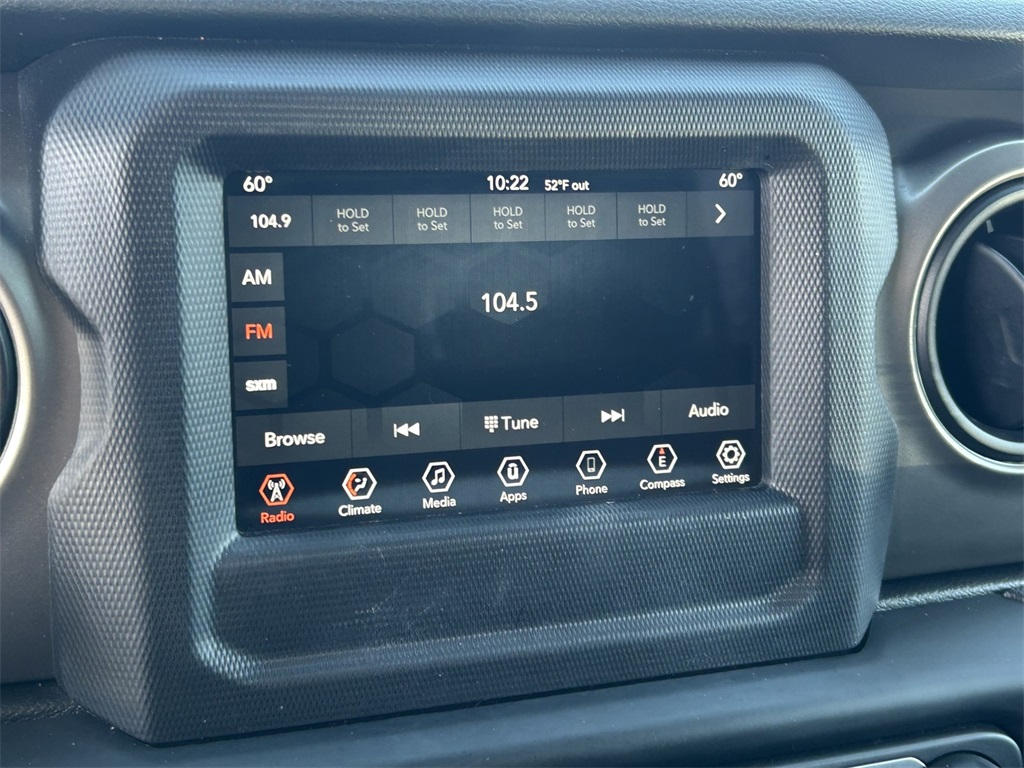 60° 10:22 52°F out 60°
104.9 HOLD to Set HOLD to Set HOLD to Set HOLD to Set HOLD to Set
AM
104.5
FM
sxm
Browse Tune Audio
E
Radio Climate Media Apps Phone Compass Settings